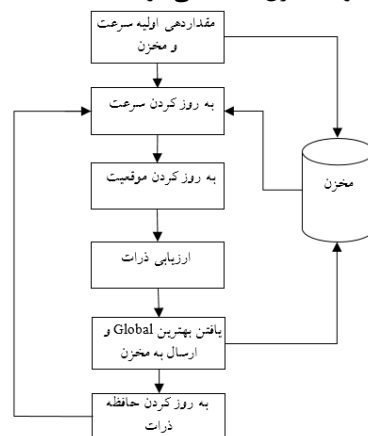 مقداردهی اولیه سرعت
و مخزن
به روز کردن سرعت
به روز کردن موقعیت
مخزن
ارزیابی ذرات
یافتن بهترین Global و
ارسال به مخزن
به روز کردن حافظه
ذرات